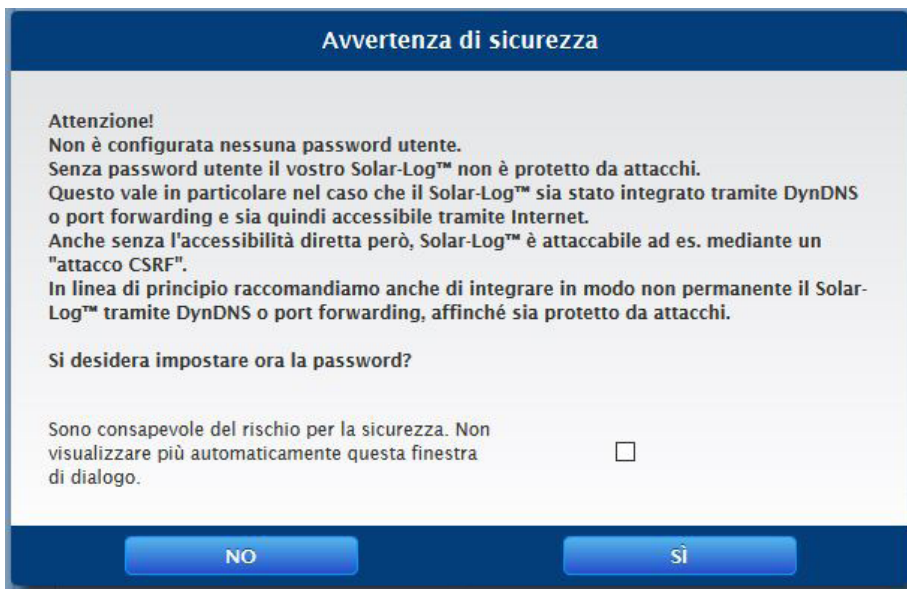 Avvertenza di sicurezza
Attenzione!
Non è configurata nessuna password utente.
Senza password utente il vostro Solar-Log™ non è protetto da attacchi.
Questo vale in particolare nel caso che il Solar-Log™ sia stato integrato tramite DynDNS
o port forwarding e sia quindi accessibile tramite Internet.
Anche senza l'accessibilità diretta però, Solar-Log™ è attaccabile ad es. mediante un
"attacco CSRF".
In linea di principio raccomandiamo anche di integrare in modo non permanente il Solar-
Log™ tramite DynDNS o port forwarding, affinché sia protetto da attacchi.
Si desidera impostare ora la password?
Sono consapevole del rischio per la sicurezza. Non
visualizzare più automaticamente questa finestra
di dialogo.
NO SÌ